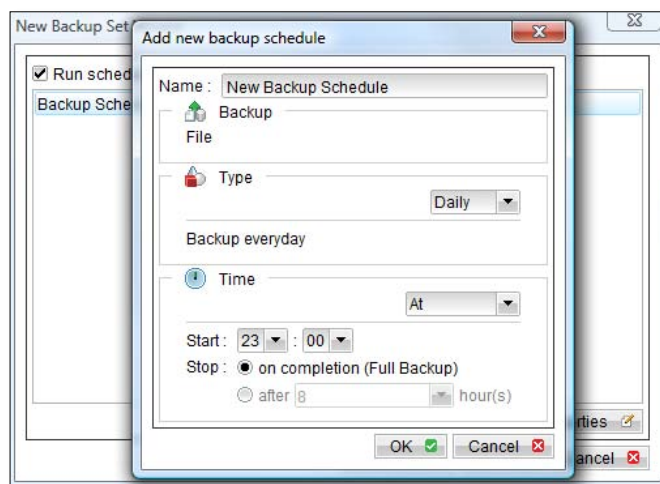 New Backup Set
Add new backup schedule
Run sched
Backup Sche
Name : New Backup Schedule
Backup
File
Type
Daily
Backup everyday
Time
At
Start : 23 : 00
Stop : on completion (Full Backup)
after 8 hour(s)
OK Cancel
rties
ancel